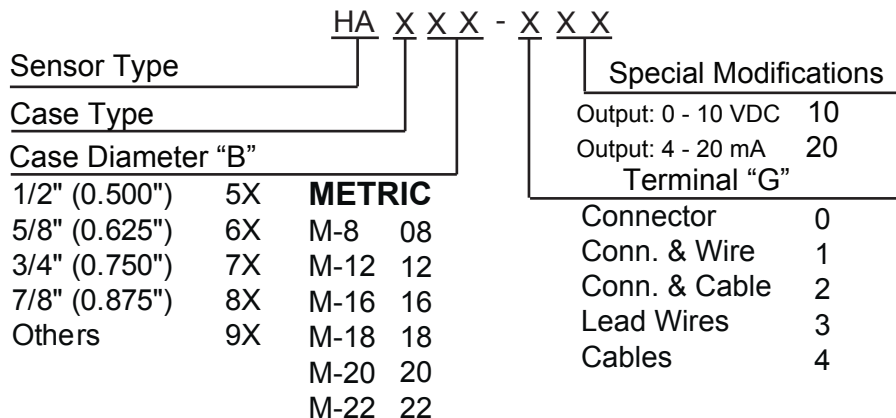 HA X X X - X X X
Sensor Type
Special Modifications
Case Type
Output: 0 - 10 VDC 10
Case Diameter “B”
Output: 4 - 20 mA 20
Terminal “G”
1/2" (0.500") 5X METRIC
Connector 0
5/8" (0.625") 6X M-8 08
Conn. & Wire 1
3/4" (0.750") 7X M-12 12
Conn. & Cable 2
7/8" (0.875") 8X M-16 16
Lead Wires 3
Others 9X M-18 18
Cables 4
M-20 20
M-22 22